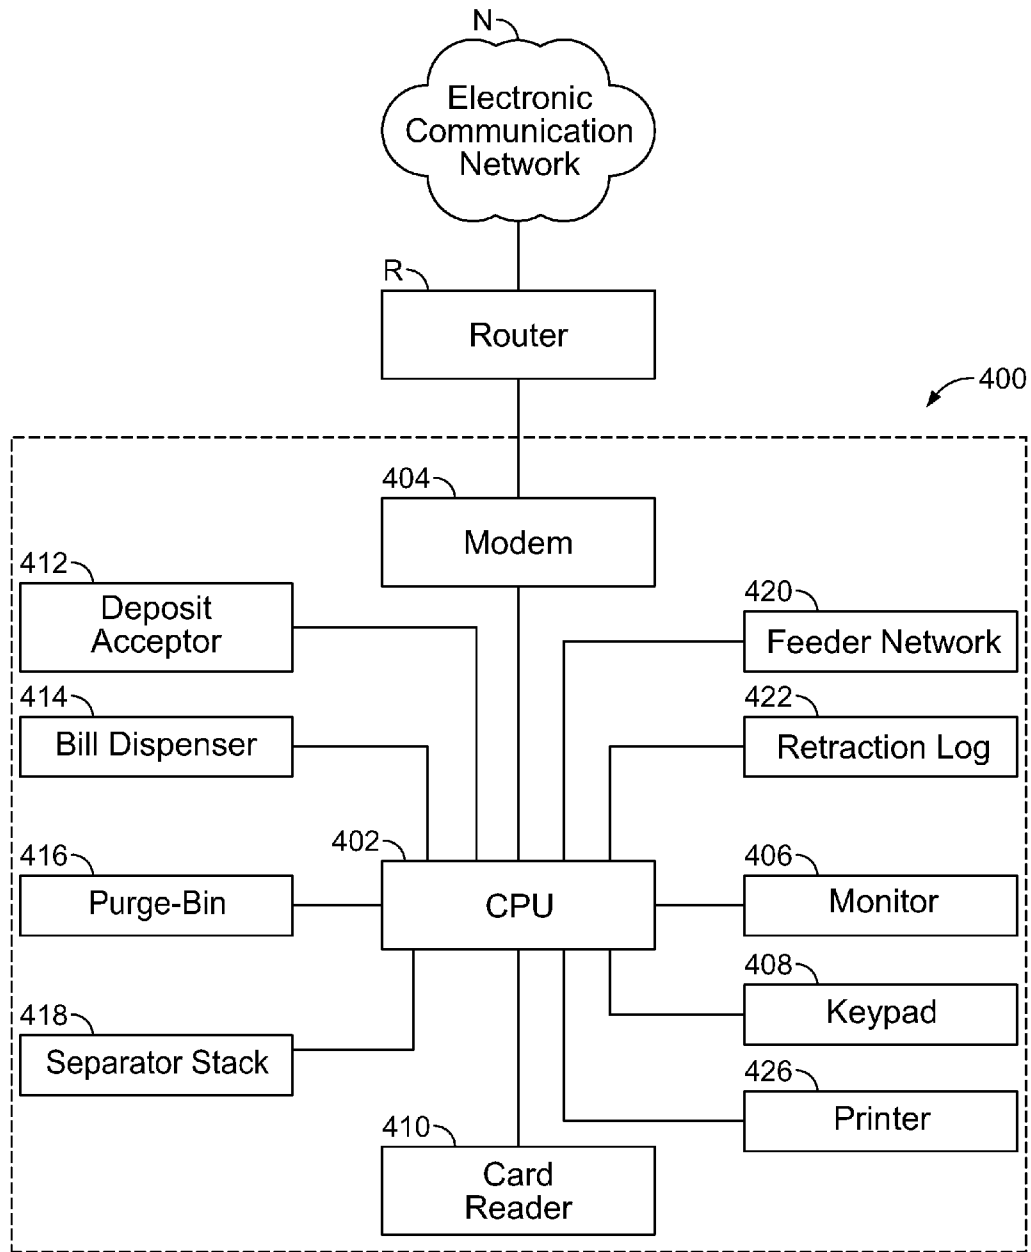 N
Electronic
Communication
Network
R
Router
400
404
Modem
412
Deposit
Acceptor
420
Feeder Network
414
Bill Dispenser
422
Retraction Log
402
CPU
416
Purge-Bin
406
Monitor
408
Keypad
418
Separator Stack
426
Printer
410
Card
Reader